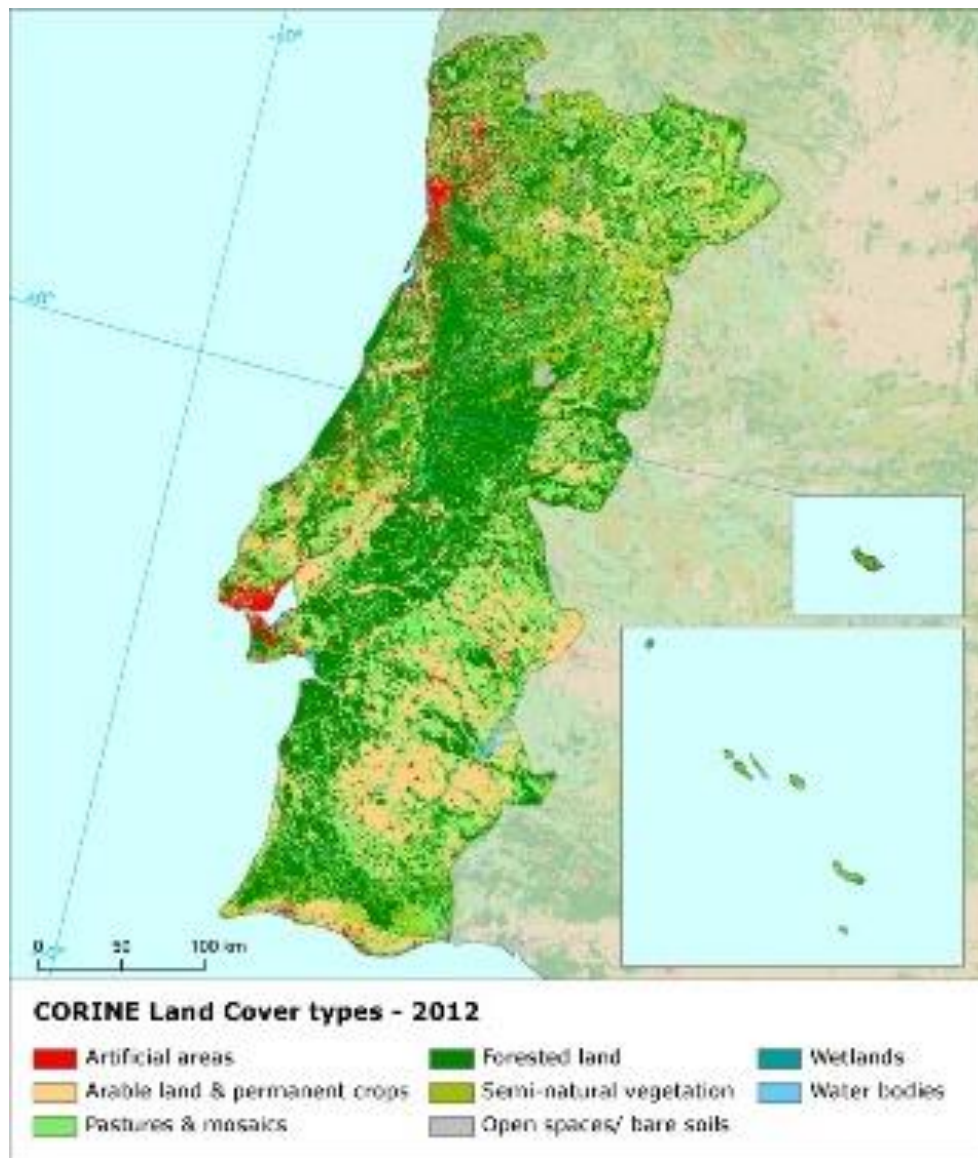 -10°
0 50 100 km
CORINE Land Cover types - 2012
Artificial areas
Forested land
Wetlands
Arable land & permanent crops
Semi-natural vegetation
Water bodies
Pastures & mosaics
Open spaces/ bare soils